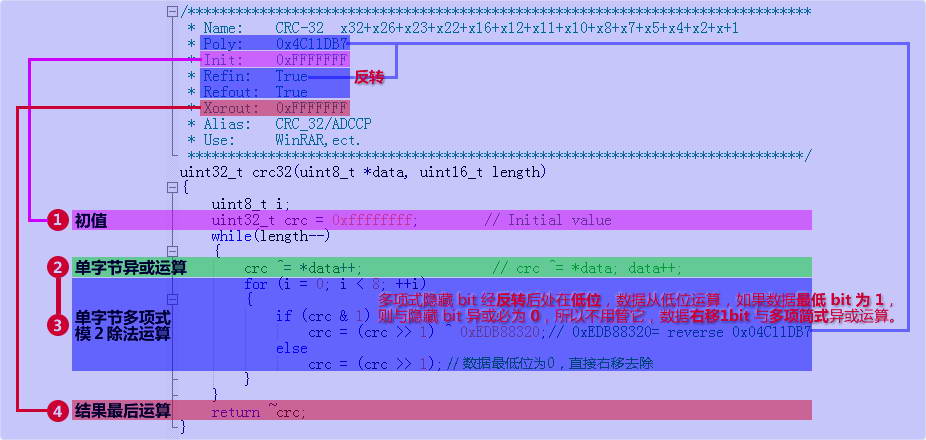 /******************************************************************************
* Name:    CRC-32  x32+x26+x23+x22+x16+x12+x11+x10+x8+x7+x5+x4+x2+x+1
* Poly:    0x4C11DB7
* Init:    0xFFFFFFF
* Refin:   True
反转
* Refout:  True
* Xorout:  0xFFFFFFF
* Alias:   CRC_32/ADCCP
* Use:     WinRAR,ect.
*****************************************************************************/
uint32_t crc32(uint8_t *data, uint16_t length)
{
uint8_t i;
1 初值 uint32_t crc = 0xffffffff;        // Initial value
while(length--)
{
2 单字节异或运算 crc ^= *data++;              // crc ^= *data; data++;
for (i = 0; i < 8; ++i)
{
多项式隐藏 bit 经反转后处在低位，数据从低位运算，如果数据最低 bit 为 1，
则与隐藏 bit 异或必为 0，所以不用管它，数据右移1bit 与多项简式异或运算。
3 单字节多项式
模 2 除法运算
if (crc & 1)
crc = (crc >> 1) ^ 0xEDB88320;// 0xEDB88320= reverse 0x04C11DB7
else
crc = (crc >> 1);// 数据最低位为0，直接右移去除
}
}
4 结果最后运算 return ~crc;
}